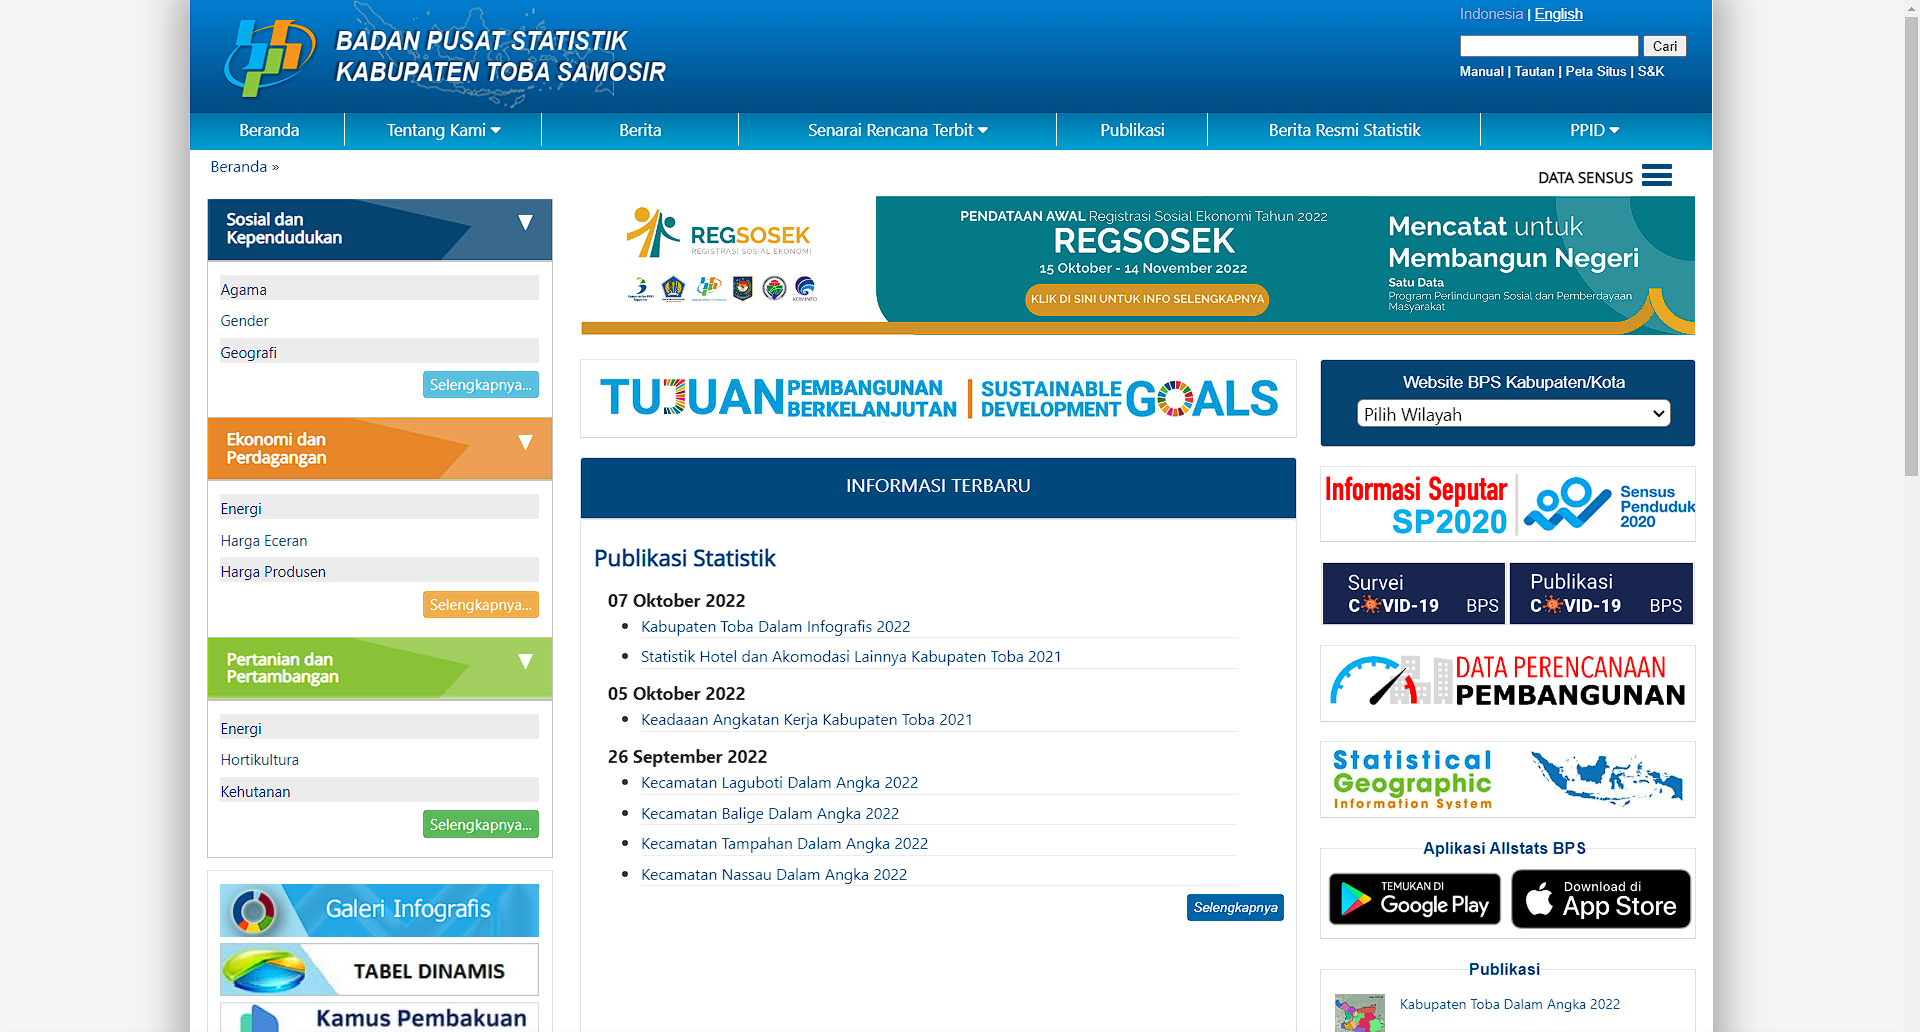 BADAN PUSAT STATISTIK
KABUPATEN TOBA SAMOSIR
Indonesia | English
Cari
Manual | Tautan | Peta Situs | S&K
Beranda
Tentang Kami
Berita
Senarai Rencana Terbit
Publikasi
Berita Resmi Statistik
PPID
Beranda »
DATA SENSUS
Sosial dan
Kependudukan
Agama
Gender
Geografi
Selengkapnya...
Ekonomi dan
Perdagangan
Energi
Harga Eceran
Harga Produsen
Selengkapnya...
Pertanian dan
Pertambangan
Energi
Hortikultura
Kehutanan
Selengkapnya...
Galeri Infografis
TABEL DINAMIS
Kamus Pembakuan
REGSOSEK
REGISTRASI SOSIAL EKONOMI
KOMINFO
PENDATAAN AWAL Registrasi Sosial Ekonomi Tahun 2022
REGSOSEK
15 Oktober - 14 November 2022
KLIK DI SINI UNTUK INFO SELENGKAPNYA
Mencatat untuk
Membangun Negeri
Satu Data
Program Perlindungan Sosial dan Pemberdayaan
Masyarakat
TUJUAN PEMBANGUNAN BERKELANJUTAN | SUSTAINABLE DEVELOPMENT GOALS
INFORMASI TERBARU
Publikasi Statistik
07 Oktober 2022
Kabupaten Toba Dalam Infografis 2022
Statistik Hotel dan Akomodasi Lainnya Kabupaten Toba 2021
05 Oktober 2022
Keadaaan Angkatan Kerja Kabupaten Toba 2021
26 September 2022
Kecamatan Laguboti Dalam Angka 2022
Kecamatan Balige Dalam Angka 2022
Kecamatan Tampahan Dalam Angka 2022
Kecamatan Nassau Dalam Angka 2022
Selengkapnya
Website BPS Kabupaten/Kota
Pilih Wilayah
Informasi Seputar
SP2020
Sensus
Penduduk
2020
Survei
COVID-19 BPS
Publikasi
COVID-19 BPS
DATA PERENCANAAN
PEMBANGUNAN
Statistical
Geographic
Information System
Aplikasi Allstats BPS
TEMUKAN DI
Google Play
Download di
App Store
Publikasi
Kabupaten Toba Dalam Angka 2022